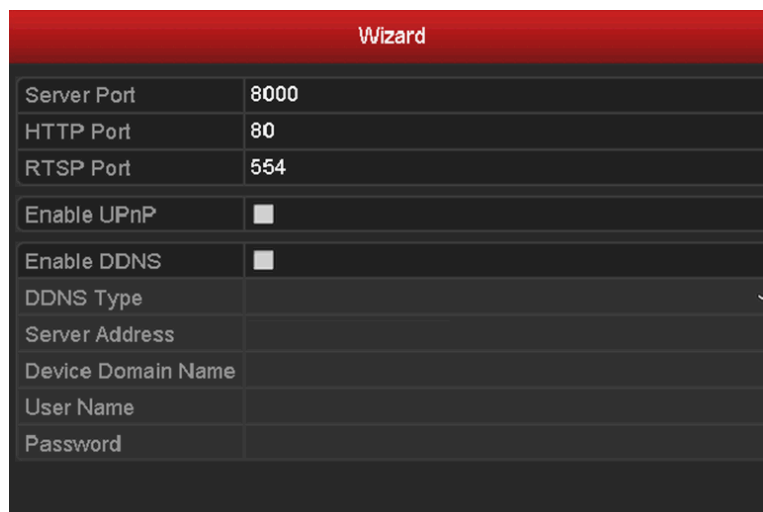 Wizard
Server Port 8000
HTTP Port 80
RTSP Port 554
Enable UPnP
Enable DDNS
DDNS Type
Server Address
Device Domain Name
User Name
Password